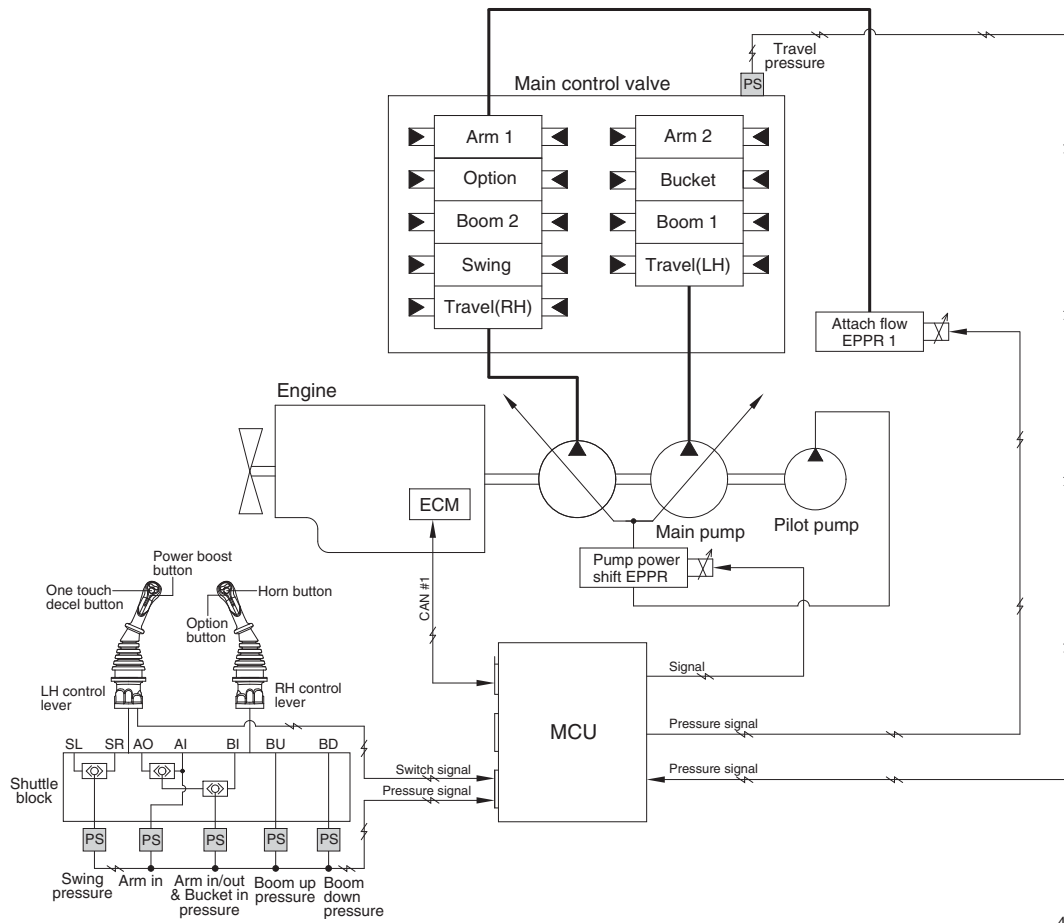 Travel
pressure
PS
Main control valve
Arm 1
Option
Boom 2
Swing
Travel(RH)
Arm 2
Bucket
Boom 1
Travel(LH)
Attach flow
EPPR 1
Engine
ECM
Main pump
Pilot pump
Pump power
shift EPPR
CAN #1
Power boost
button
One touch
decel button
Horn button
Option
button
LH control
lever
RH control
lever
Signal
MCU
Pressure signal
Switch signal
Pressure signal
Pressure signal
SL
SR
AO
AI
BI
BU
BD
Shuttle
block
PS
PS
PS
PS
PS
Swing
pressure
Arm in
Arm in/out
& Bucket in
pressure
Boom up
pressure
Boom
down
pressure